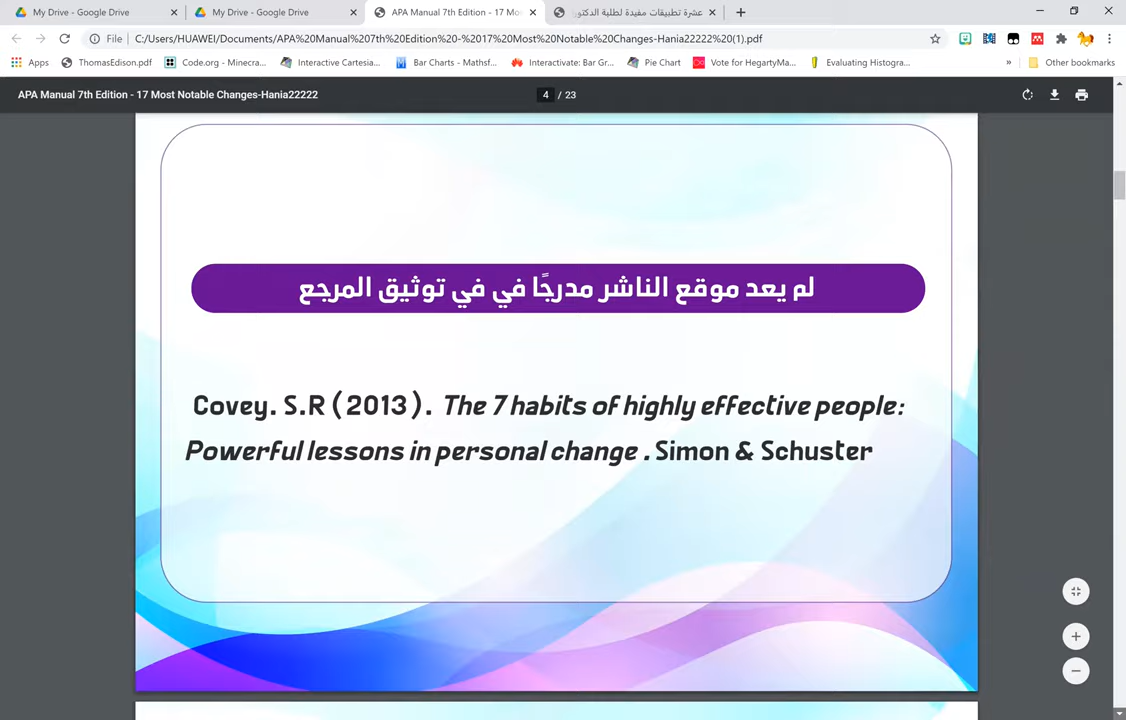 My Drive - Google Drive
My Drive - Google Drive
APA Manual 7th Edition - 17 Mos
عشرة تطبيقات مفيدة لطلبة الدكتورا
File
C:/Users/HUAWEI/Documents/APA%20Manual%207th%20Edition%20-%2017%20Most%20Notable%20Changes-Hania22222%20(1).pdf
Apps
ThomasEdison.pdf
Code.org - Minecra...
Interactive Cartesia...
Bar Charts - Mathsf...
Interactivate: Bar Gr...
Pie Chart
Vote for HegartyMa...
Evaluating Histogra...
»
Other bookmarks
APA Manual 7th Edition - 17 Most Notable Changes-Hania22222
4 / 23
لم يعد موقع الناشر مدرجًا في في توثيق المرجع
Covey. S.R (2013). The 7 habits of highly effective people:
Powerful lessons in personal change . Simon & Schuster